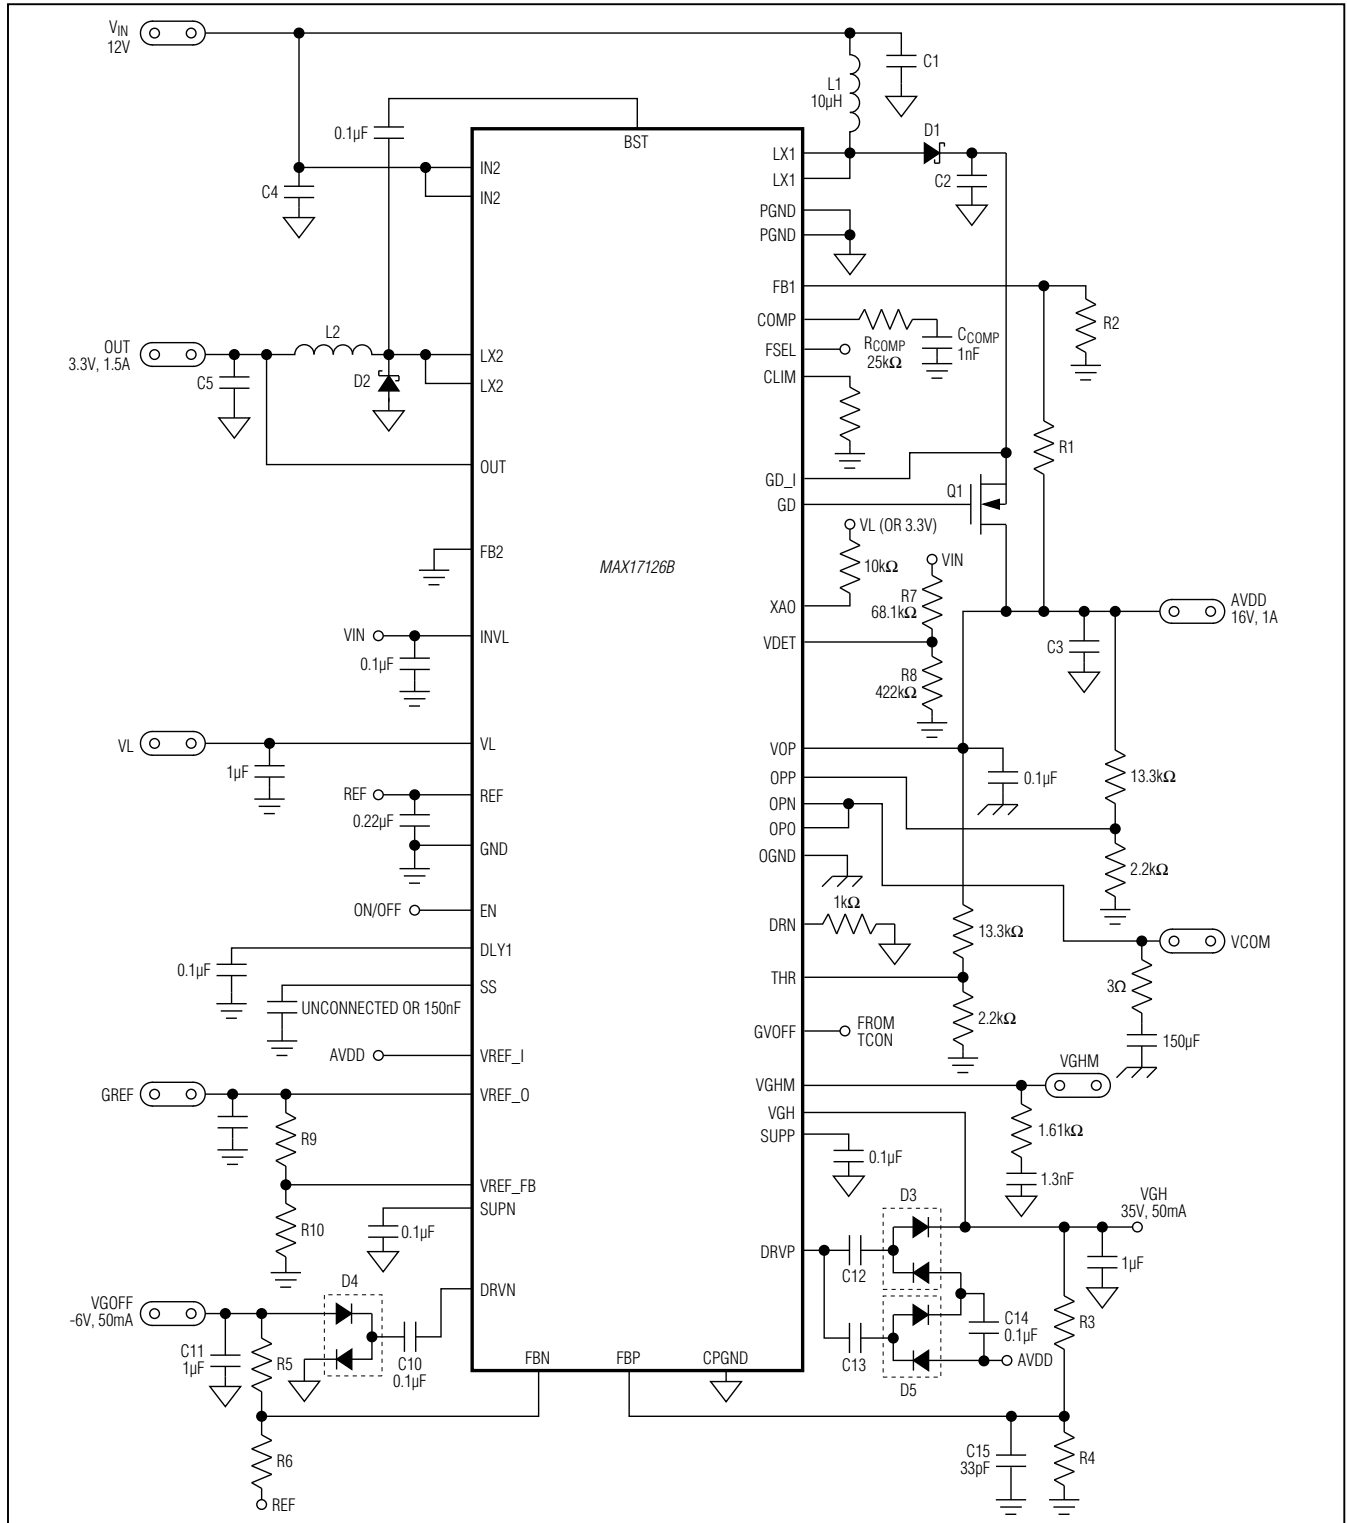 VIN
12V
C1
L1
10µH
0.1µF
BST
D1
LX1
IN2
C4
LX1
C2
IN2
PGND
PGND
FB1
COMP
RCOMP
25kΩ
CCOMP
1nF
R2
FSEL
CLIM
OUT
3.3V, 1.5A
L2
LX2
C5
D2
LX2
R1
OUT
GD_I
GD
Q1
VL (OR 3.3V)
FB2
MAX17126B
10kΩ
VIN
R7
68.1kΩ
XAO
AVDD
16V, 1A
VIN
INVL
0.1µF
VDET
C3
R8
422kΩ
VL
VL
VOP
1µF
OPP
0.1µF
13.3kΩ
REF
REF
OPN
0.22µF
OPO
GND
OGND
2.2kΩ
1kΩ
ON/OFF
EN
DRN
13.3kΩ
VCOM
DLY1
0.1µF
THR
3Ω
SS
UNCONNECTED OR 150nF
GVOFF
FROM
TCON
2.2kΩ
150µF
AVDD
VREF_I
VGHM
VGHM
GREF
VREF_O
VGH
R9
SUPP
1.61kΩ
0.1µF
VREF_FB
1.3nF
SUPN
D3
VGH
35V, 50mA
R10
0.1µF
DRVP
C12
1µF
DRVN
D4
VGOFF
-6V, 50mA
C14
0.1µF
R3
C11
1µF
R5
C10
0.1µF
FBN
FBP
CPGND
C13
AVDD
D5
R6
C15
33pF
R4
REF